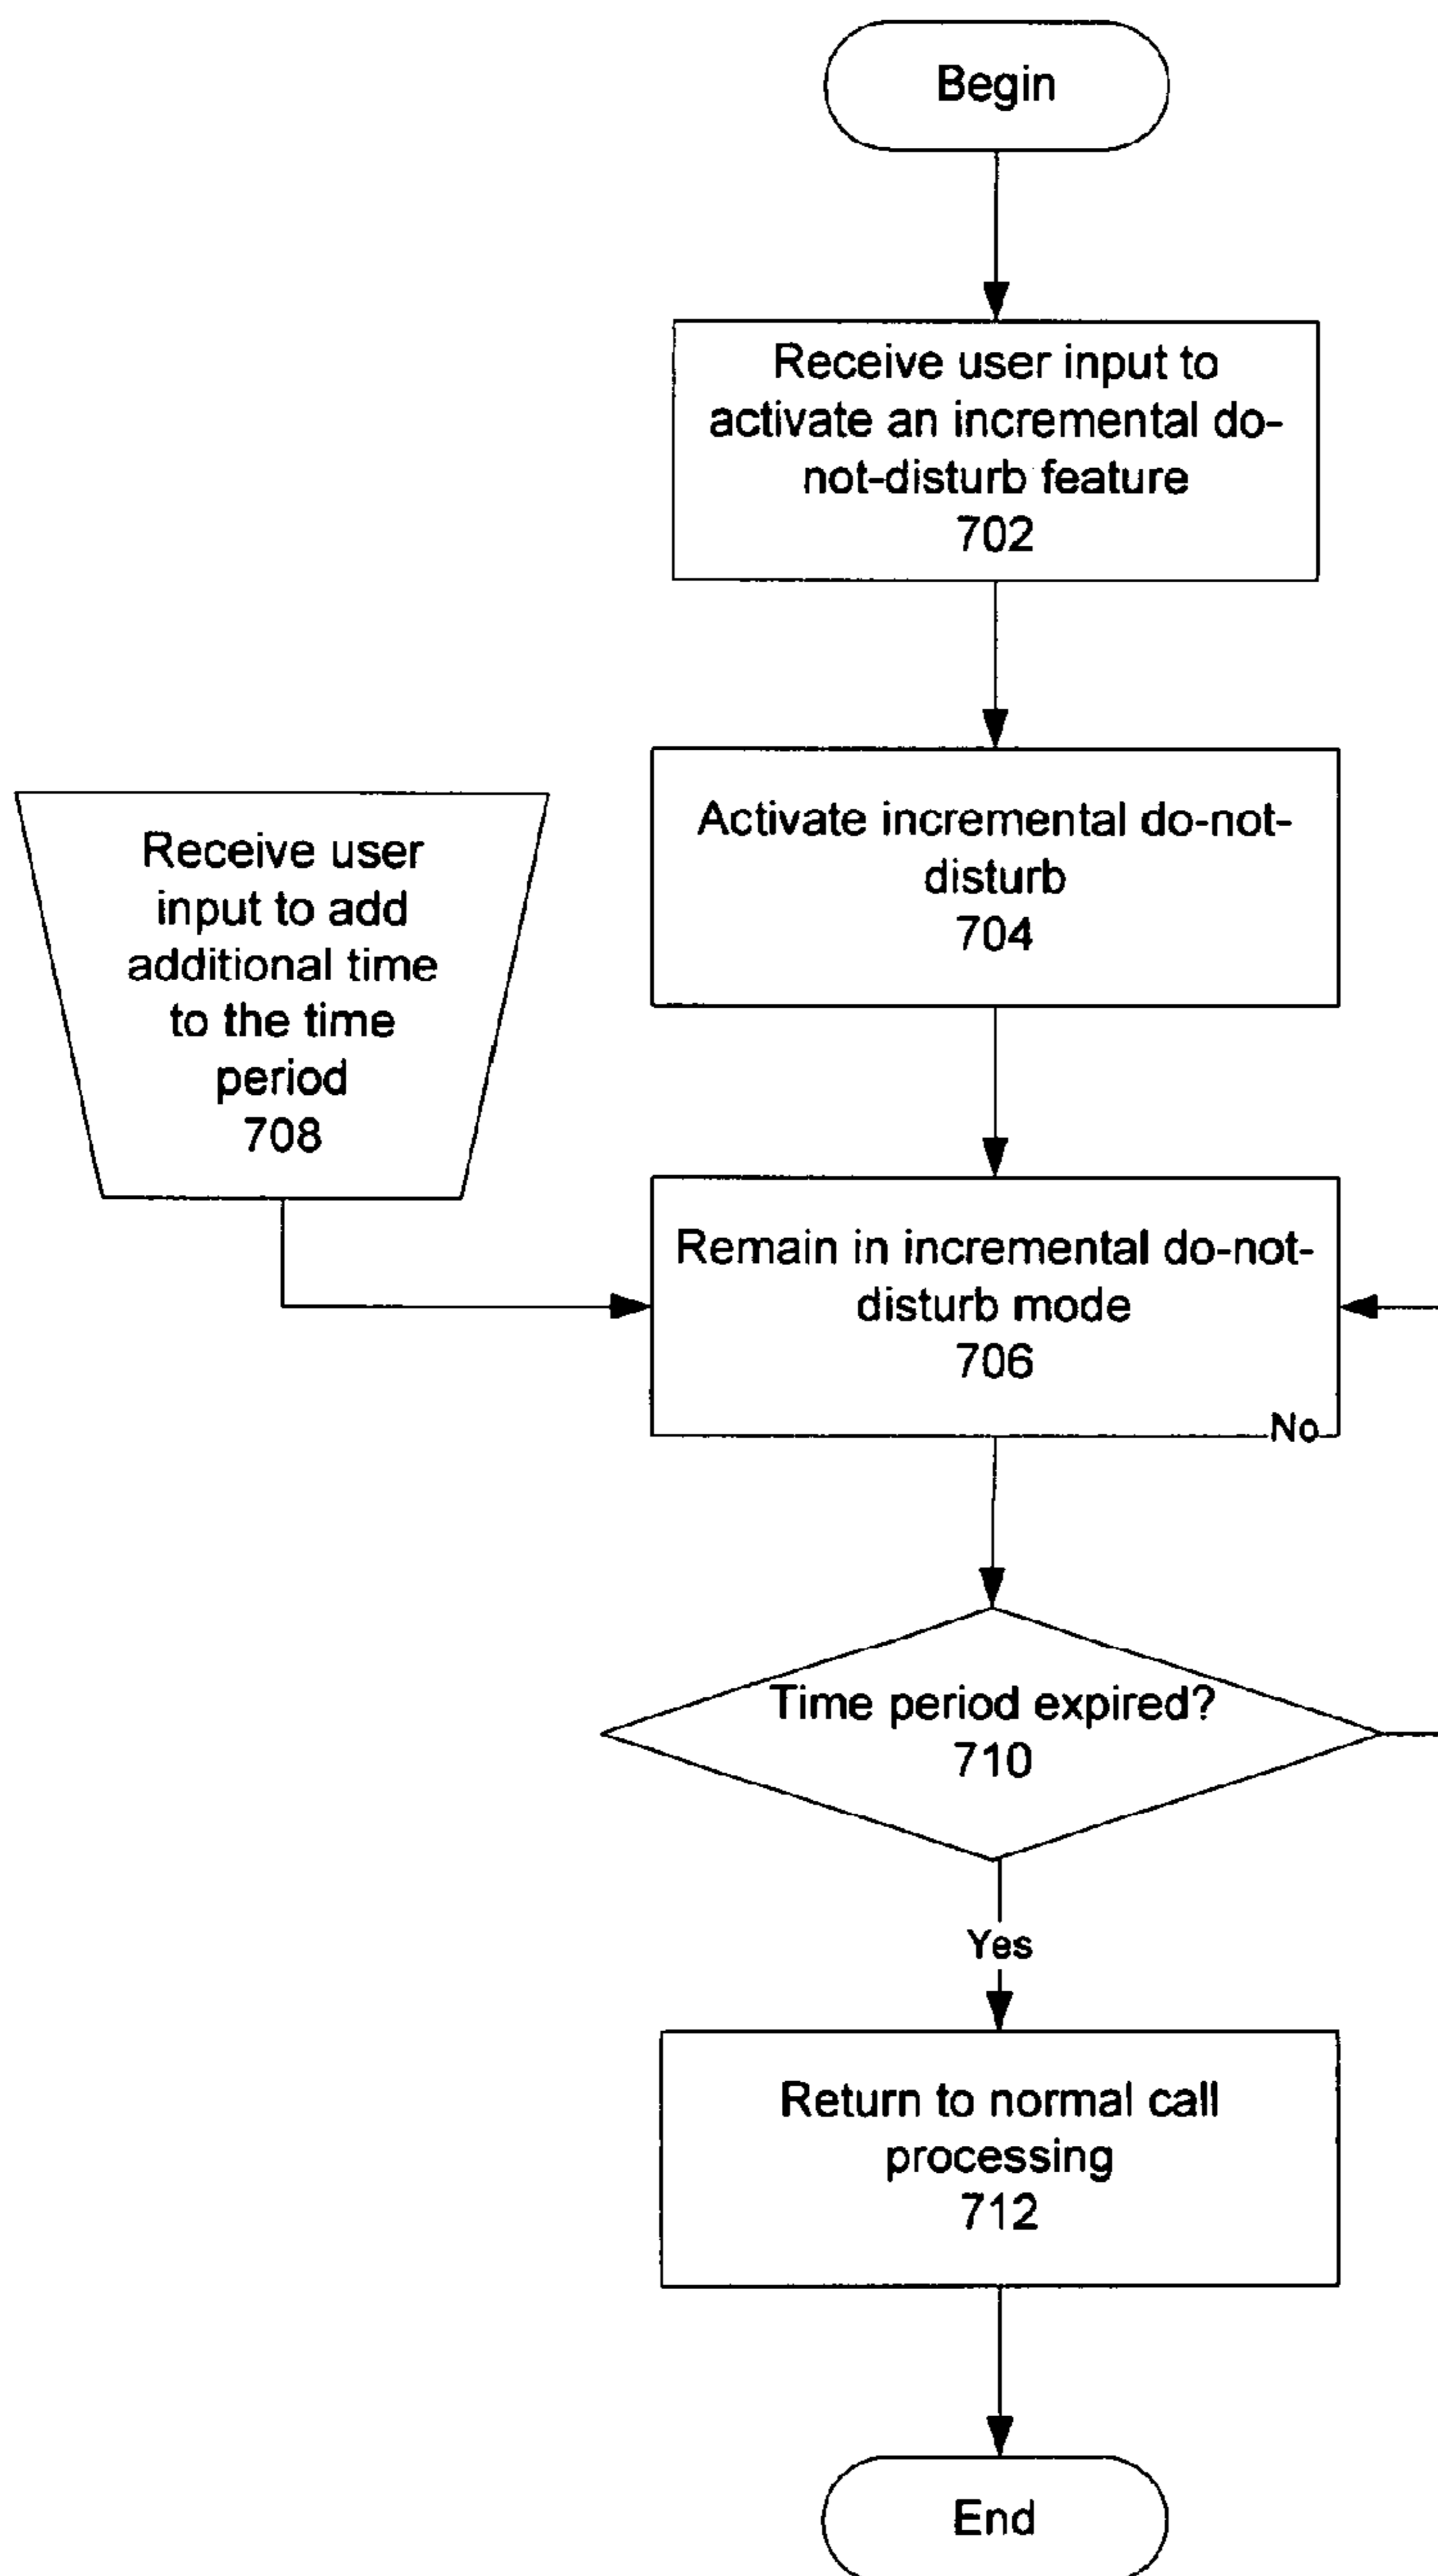 Begin
Receive user input to
activate an incremental do-
not-disturb feature
702
Activate incremental do-not-
disturb
704
Receive user
input to add
additional time
to the time
period
708
Remain in incremental do-not-
disturb mode
706
No
Time period expired?
710
Yes
Return to normal call
processing
712
End